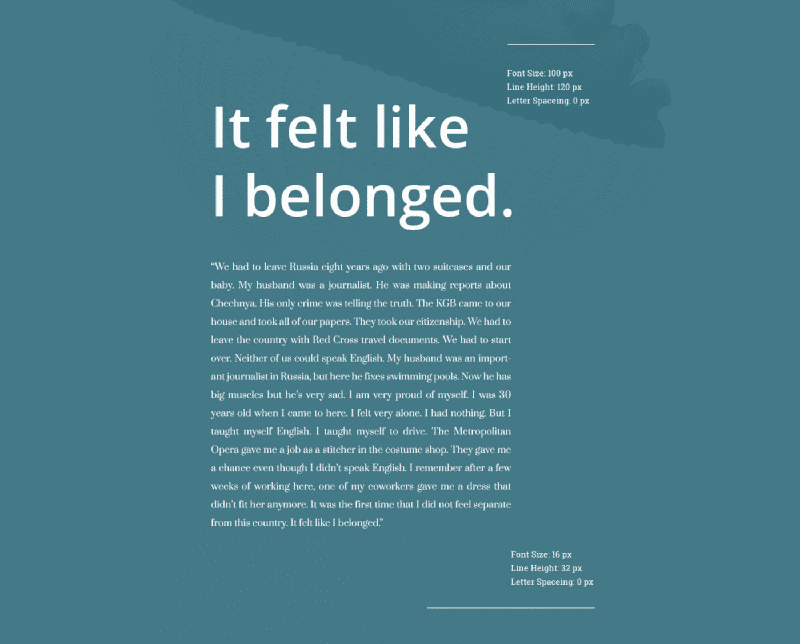 Font Size: 100 px
Line Height: 120 px
Letter Spaceing: 0 px
It felt like
I belonged.
“We had to leave Russia eight years ago with two suitcases and our
baby. My husband was a journalist. He was making reports about
Chechnya. His only crime was telling the truth. The KGB came to our
house and took all of our papers. They took our citizenship. We had to
leave the country with Red Cross travel documents. We had to start
over. Neither of us could speak English. My husband was an import-
ant journalist in Russia, but here he fixes swimming pools. Now he has
big muscles but he’s very sad. I am very proud of myself. I was 30
years old when I came to here. I felt very alone. I had nothing. But I
taught myself English. I taught myself to drive. The Metropolitan
Opera gave me a job as a stitcher in the costume shop. They gave me
a chance even though I didn’t speak English. I remember after a few
weeks of working here, one of my coworkers gave me a dress that
didn’t fit her anymore. It was the first time that I did not feel separate
from this country. It felt like I belonged.”
Font Size: 16 px
Line Height: 32 px
Letter Spaceing: 0 px